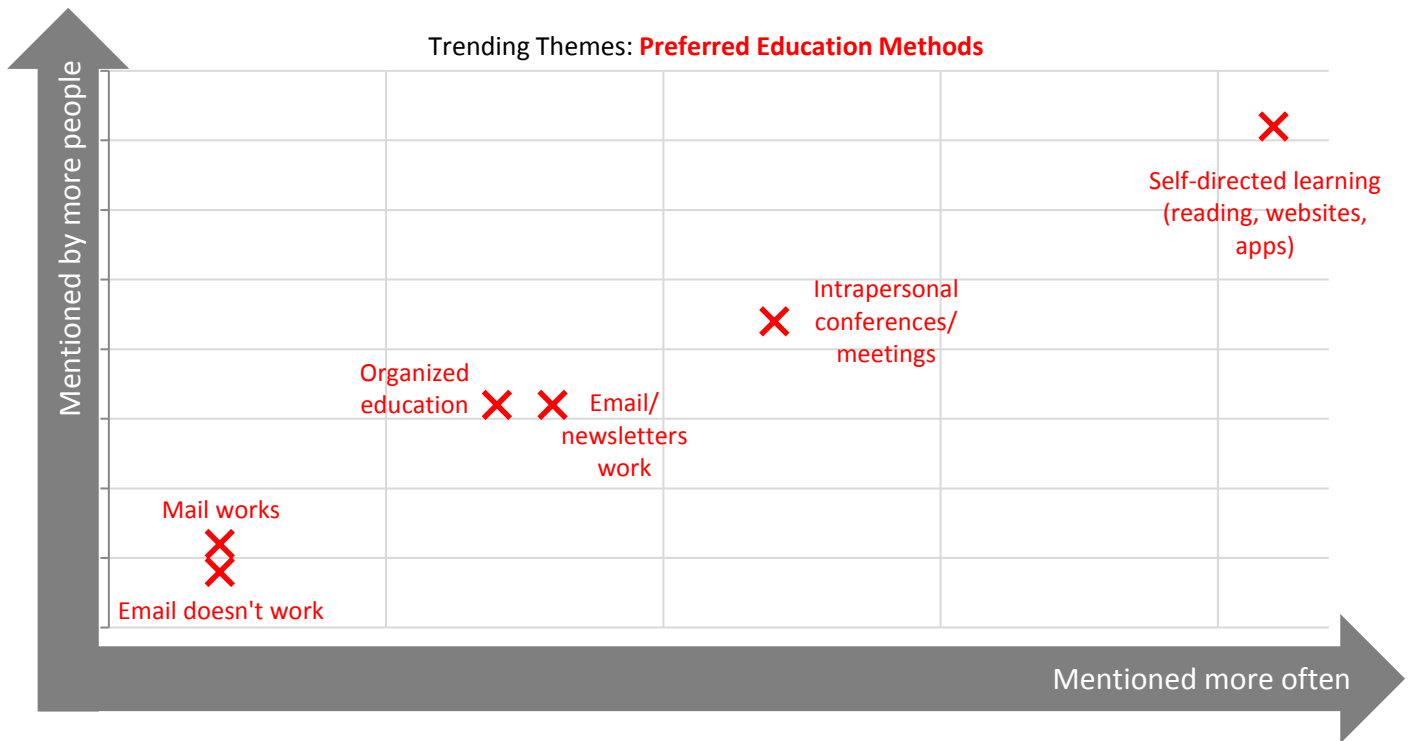 Trending Themes: Preferred Education Methods
Mentioned by more people
Self-directed learning
(reading, websites,
apps)
Intrapersonal
conferences/
meetings
Organized
education
Email/
newsletters
work
Mail works
Email doesn't work
Mentioned more often